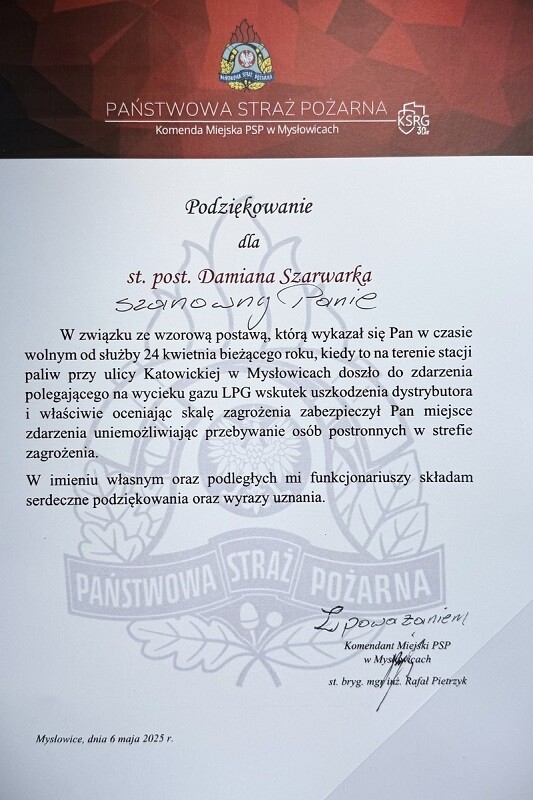 PAŃSTWOWA STRAŻ POŻARNA
PAŃSTWOWA STRAŻ POŻARNA
Komenda Miejska PSP w Mysłowicach
KSRG
30 lat
Podziękowanie
dla
st. post. Damiana Szarwarka
Szanowny Panie
W związku ze wzorową postawą, którą wykazał się Pan w czasie
wolnym od służby 24 kwietnia bieżącego roku, kiedy to na terenie stacji
paliw przy ulicy Katowickiej w Mysłowicach doszło do zdarzenia
polegającego na wycieku gazu LPG wskutek uszkodzenia dystrybutora
i właściwie oceniając skalę zagrożenia zabezpieczył Pan miejsce
zdarzenia uniemożliwiając przebywanie osób postronnych w strefie
zagrożenia.
W imieniu własnym oraz podległych mi funkcjonariuszy składam
serdeczne podziękowania oraz wyrazy uznania.
PAŃSTWOWA STRAŻ POŻARNA
Z poważaniem
Komendant Miejski PSP
w Mysłowicach
st. bryg. mgr inż. Rafał Pietrzyk
Mysłowice, dnia 6 maja 2025 r.